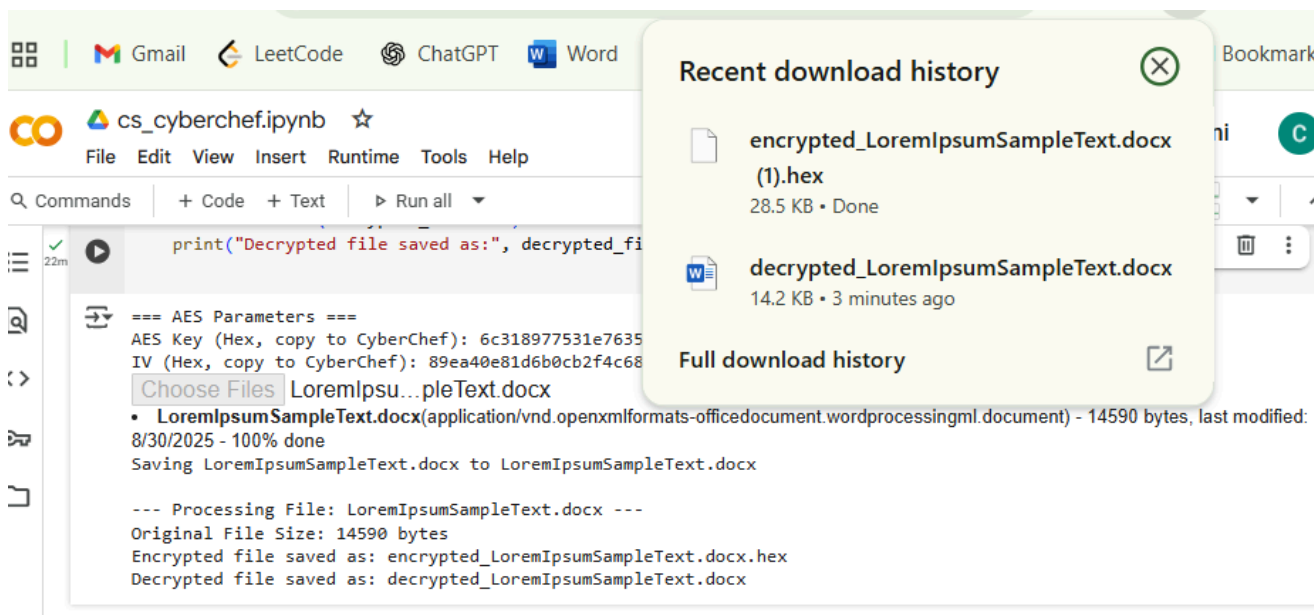 Gmail LeetCode ChatGPT Word Bookmark
Recent download history
encrypted_LoremIpsumSampleText.docx
(1).hex
28.5 KB • Done
decrypted_LoremIpsumSampleText.docx
14.2 KB • 3 minutes ago
Full download history
cs_cyberchef.ipynb
C
File Edit View Insert Runtime Tools Help
Commands + Code + Text Run all
22m
print("Decrypted file saved as:", decrypted_fi
=== AES Parameters ===
AES Key (Hex, copy to CyberChef): 6c318977531e7635
IV (Hex, copy to CyberChef): 89ea40e81d6b0cb2f4c68
Choose Files LoremIpsu...pleText.docx
• LoremIpsumSampleText.docx(application/vnd.openxmlformats-officedocument.wordprocessingml.document) - 14590 bytes, last modified:
8/30/2025 - 100% done
Saving LoremIpsumSampleText.docx to LoremIpsumSampleText.docx
--- Processing File: LoremIpsumSampleText.docx ---
Original File Size: 14590 bytes
Encrypted file saved as: encrypted_LoremIpsumSampleText.docx.hex
Decrypted file saved as: decrypted_LoremIpsumSampleText.docx